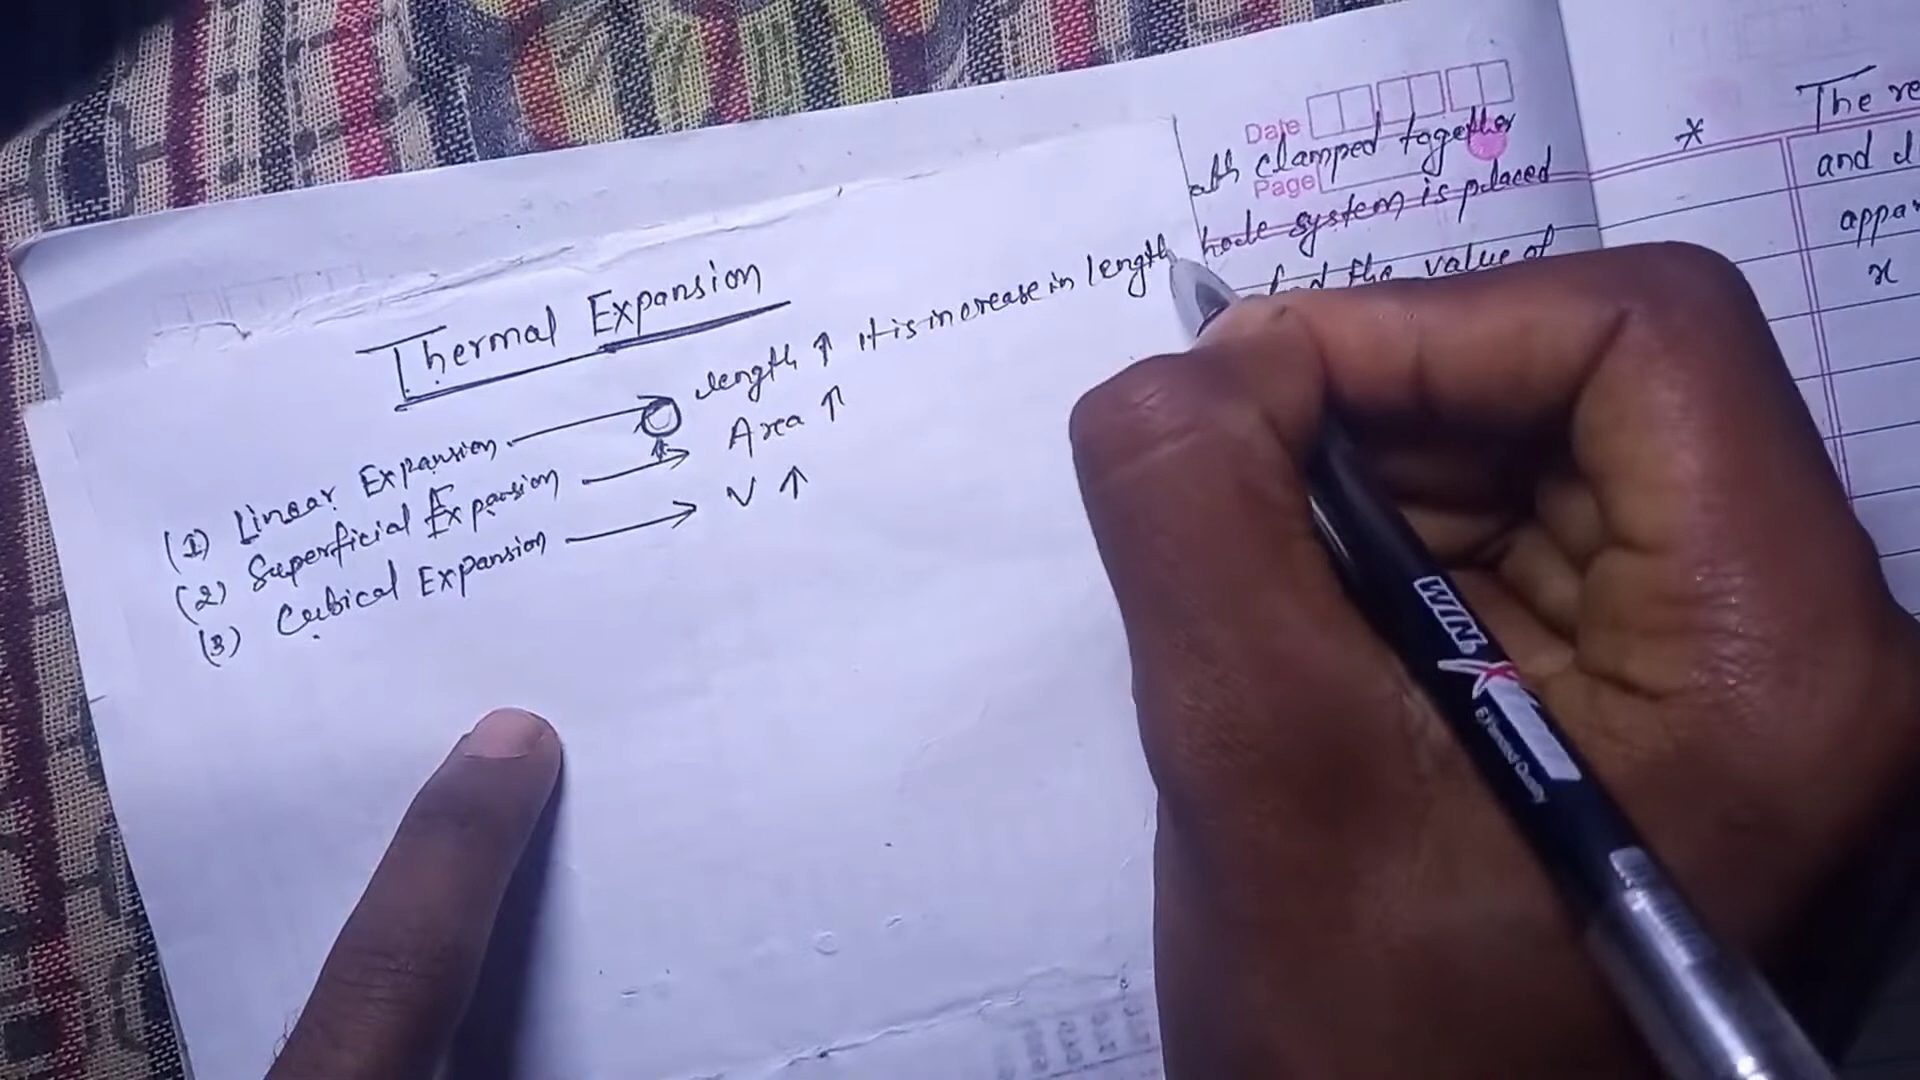 Thermal Expansion
(1) Linear Expansion → length ↑ it is increase in length
(2) Superficial Expansion → Area ↑
(3) Cubical Expansion → V ↑
Date
clamped together
Page
system is placed
the value of
*
The
and
x
WIN
X